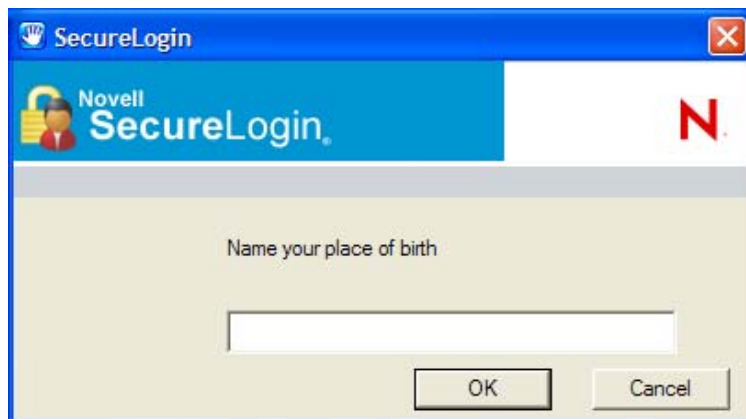 SecureLogin
Novell
SecureLogin®
N.
Name your place of birth
OK Cancel